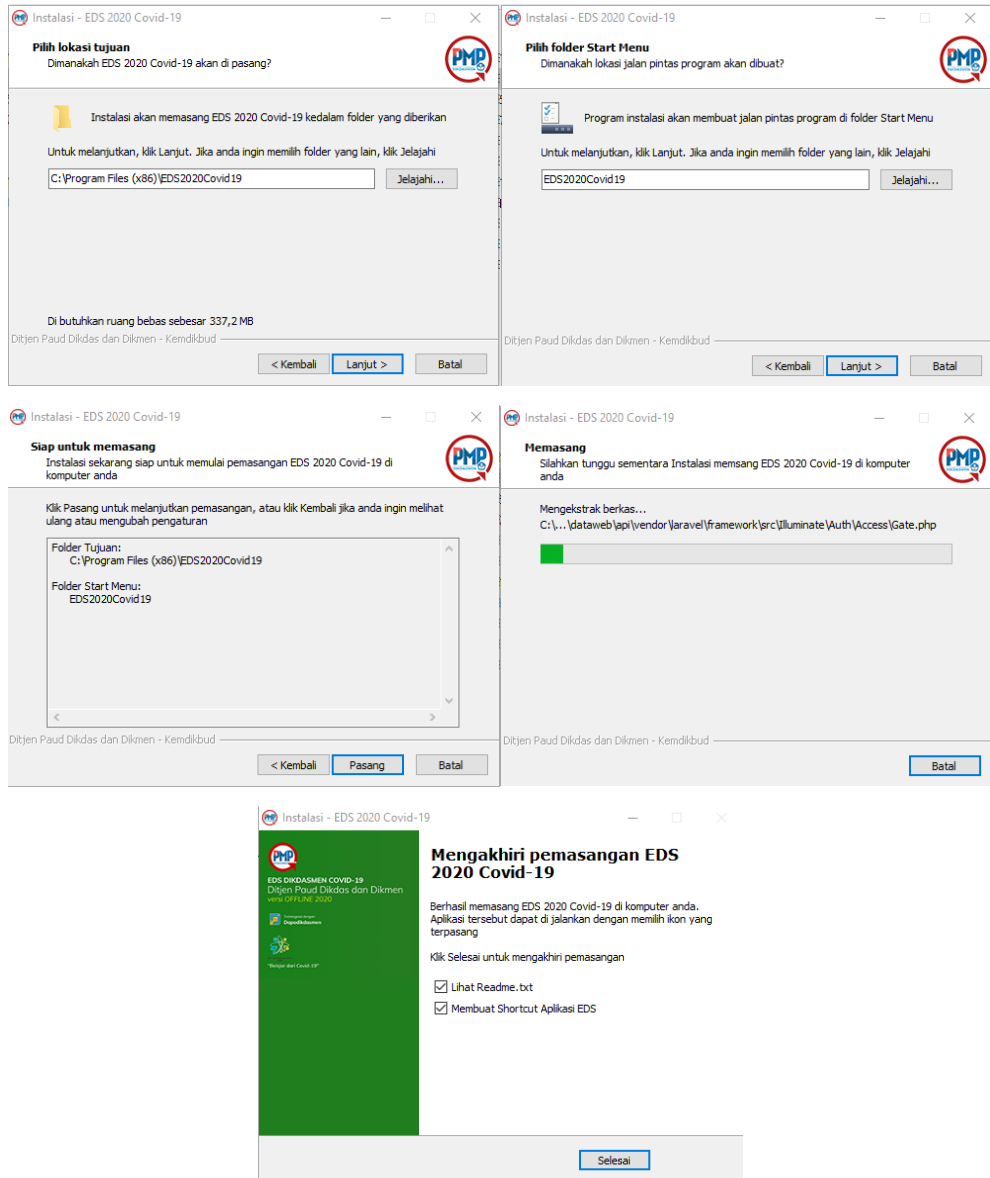 Instalasi - EDS 2020 Covid-19
Pilih lokasi tujuan
Dimanakah EDS 2020 Covid-19 akan di pasang?
PMP
Instalasi akan memasang EDS 2020 Covid-19 kedalam folder yang diberikan
Untuk melanjutkan, klik Lanjut. Jika anda ingin memilih folder yang lain, klik Jelajahi
C:\Program Files (x86)\EDS2020Covid19
Jelajahi...
Di butuhkan ruang bebas sebesar 337,2 MB
Ditjen Paud Dikdas dan Dikmen - Kemdikbud
< Kembali
Lanjut >
Batal
Instalasi - EDS 2020 Covid-19
Pilih folder Start Menu
Dimanakah lokasi jalan pintas program akan dibuat?
PMP
Program instalasi akan membuat jalan pintas program di folder Start Menu
Untuk melanjutkan, klik Lanjut. Jika anda ingin memilih folder yang lain, klik Jelajahi
EDS2020Covid19
Jelajahi...
Ditjen Paud Dikdas dan Dikmen - Kemdikbud
< Kembali
Lanjut >
Batal
Instalasi - EDS 2020 Covid-19
Siap untuk memasang
Instalasi sekarang siap untuk memulai pemasangan EDS 2020 Covid-19 di
komputer anda
PMP
Klik Pasang untuk melanjutkan pemasangan, atau klik Kembali jika anda ingin melihat
ulang atau mengubah pengaturan
Folder Tujuan:
C:\Program Files (x86)\EDS2020Covid19
Folder Start Menu:
EDS2020Covid19
Ditjen Paud Dikdas dan Dikmen - Kemdikbud
< Kembali
Pasang
Batal
Instalasi - EDS 2020 Covid-19
Memasang
Silahkan tunggu sementara Instalasi memsang EDS 2020 Covid-19 di komputer
anda
PMP
Mengekstrak berkas...
C:\...\dataweb\api\vendor\laravel\framework\src\Illuminate\Auth\Access\Gate.php
Ditjen Paud Dikdas dan Dikmen - Kemdikbud
Batal
Instalasi - EDS 2020 Covid-19
PMP
EDS DIKDASMEN COVID-19
Ditjen Paud Dikdas dan Dikmen
versi OFFLINE 2020
Terintegrasi dengan
Dapodikdasmen
"Belajar dari Covid-19"
Mengakhiri pemasangan EDS
2020 Covid-19
Berhasil memasang EDS 2020 Covid-19 di komputer anda.
Aplikasi tersebut dapat di jalankan dengan memilih ikon yang
terpasang
Klik Selesai untuk mengakhiri pemasangan
Lihat Readme.txt
Membuat Shortcut Aplikasi EDS
Selesai